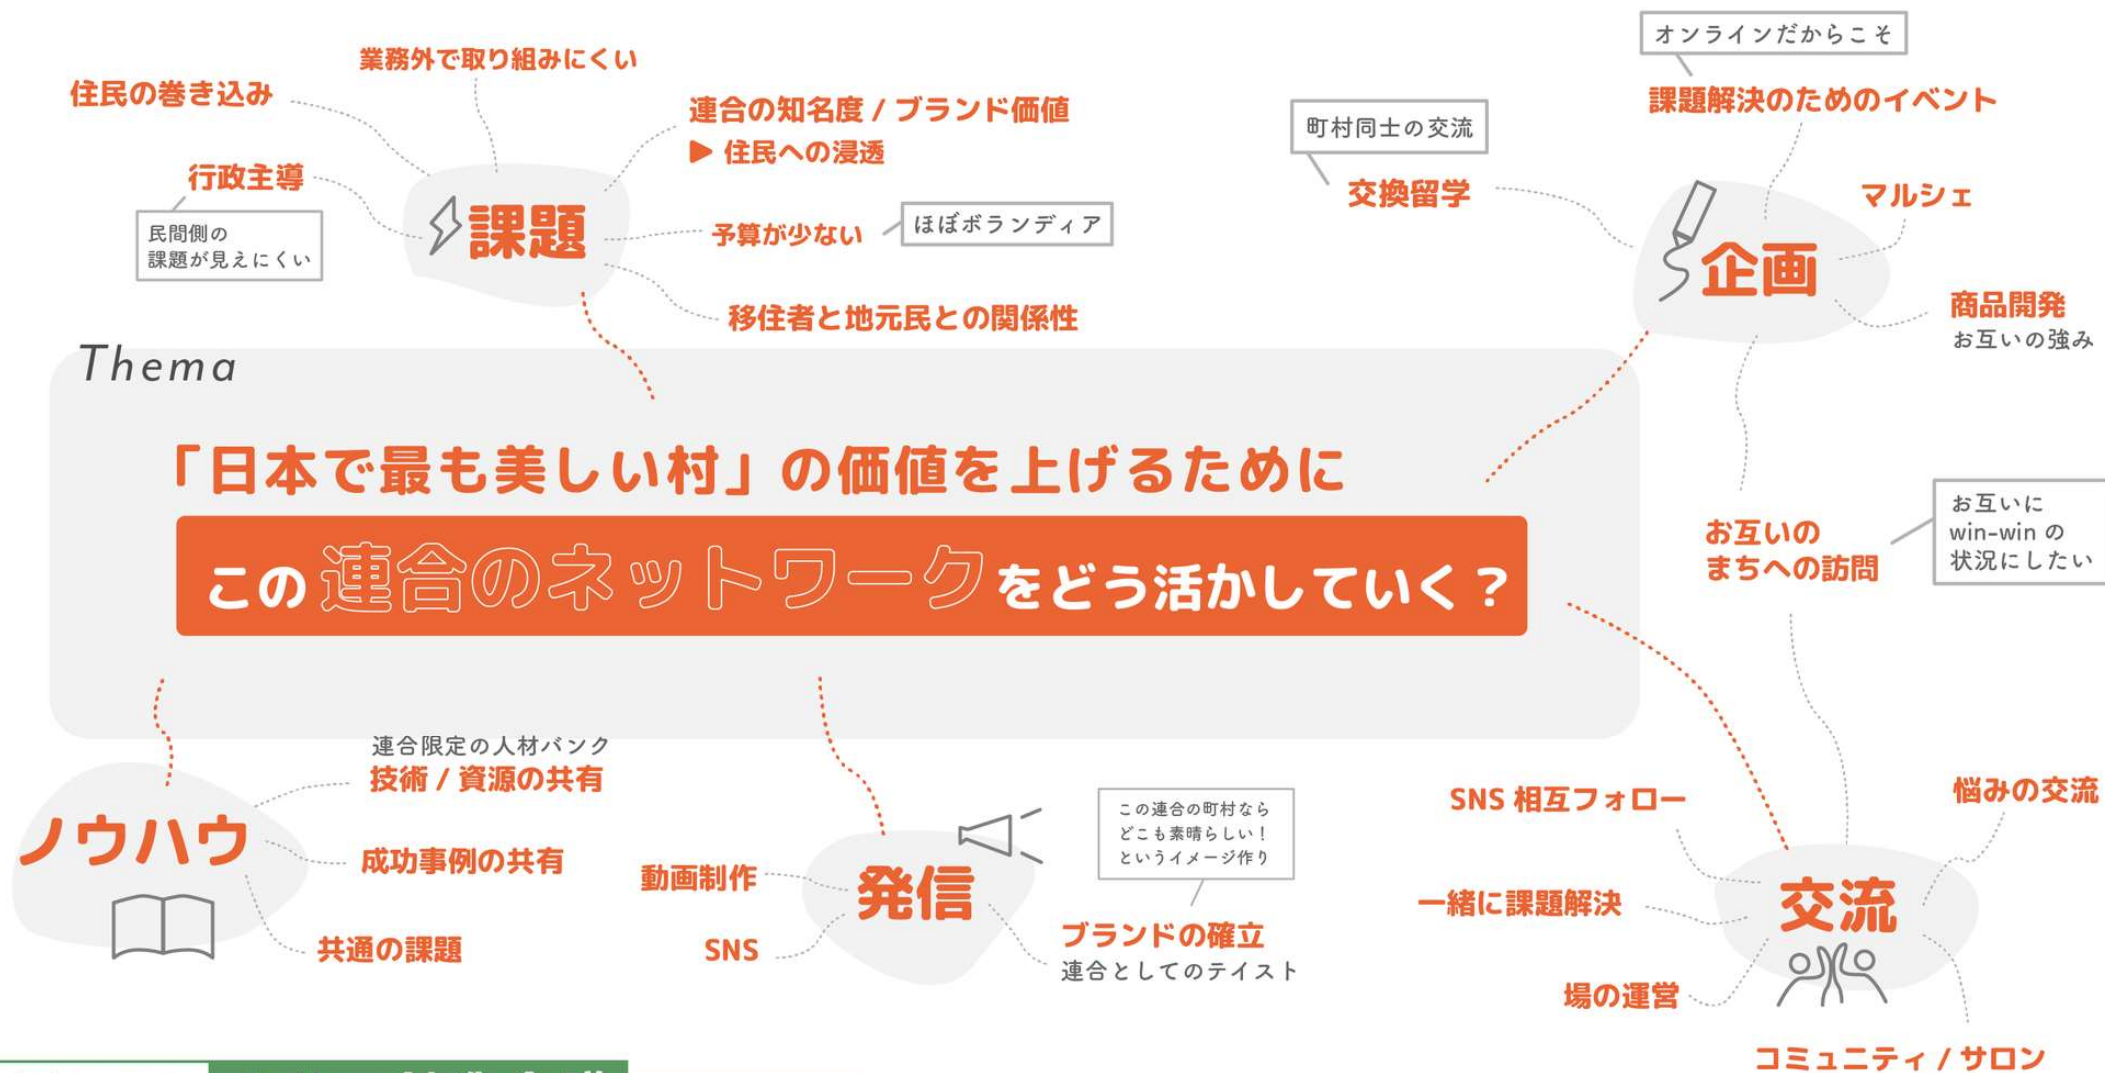 業務外で取り組みにくい
住民の巻き込み
連合の知名度 / ブランド価値
▶ 住民への浸透
行政主導
民間側の
課題が見えにくい
課題
予算が少ない
ほぼボランディア
移住者と地元民との関係性
オンラインだからこそ
課題解決のためのイベント
町村同士の交流
交換留学
マルシェ
企画
商品開発
お互いの強み
Thema
「日本で最も美しい村」の価値を上げるために
この連合のネットワークをどう活かしていく？
お互いの
まちへの訪問
お互いに
win-win の
状況にしたい
連合限定の人材バンク
技術 / 資源の共有
ノウハウ
成功事例の共有
共通の課題
この連合の町村なら
どこも素晴らしい！
というイメージ作り
動画制作
発信
SNS
ブランドの確立
連合としてのテイスト
SNS 相互フォロー
悩みの交流
一緒に課題解決
交流
場の運営
コミュニティ / サロン